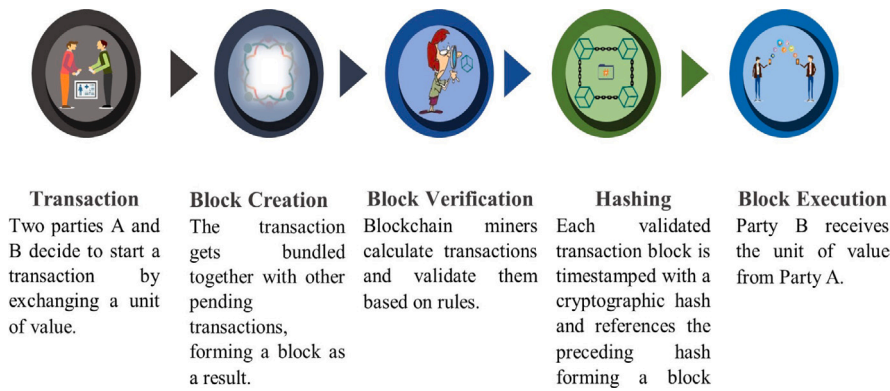 Transaction
Two parties A and
B decide to start a
transaction by
exchanging a unit
of value.
Block Creation
The transaction
gets bundled
together with other
pending
transactions,
forming a block as
a result.
Block Verification
Blockchain miners
calculate transactions
and validate them
based on rules.
Hashing
Each validated
transaction block is
timestamped with a
cryptographic hash
and references the
preceding hash
forming a block
Block Execution
Party B receives
the unit of value
from Party A.